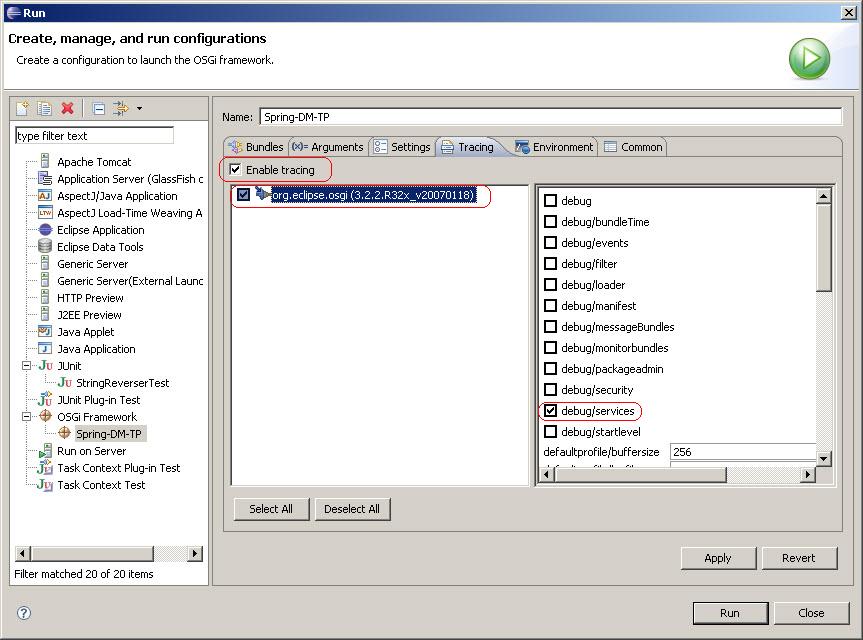 Run
Create, manage, and run configurations
Create a configuration to launch the OSGi framework.
type filter text
Apache Tomcat
Application Server (GlassFish c
AspectJ/Java Application
AspectJ Load-Time Weaving A
Eclipse Application
Eclipse Data Tools
Generic Server
Generic Server(External Launc
HTTP Preview
J2EE Preview
Java Applet
Java Application
JUnit
StringReverserTest
JUnit Plug-in Test
OSGi Framework
Spring-DM-TP
Run on Server
Task Context Plug-in Test
Task Context Test
Filter matched 20 of 20 items
Name: Spring-DM-TP
Bundles (x)= Arguments Settings Tracing Environment Common
Enable tracing
org.eclipse.osgi (3.2.2.R32x_v20070118)
debug
debug/bundleTime
debug/events
debug/filter
debug/loader
debug/manifest
debug/messageBundles
debug/monitorbundles
debug/packageadmin
debug/security
debug/services
debug/startlevel
defaultprofile/buffersize 256
Select All Deselect All
Apply Revert
Run Close